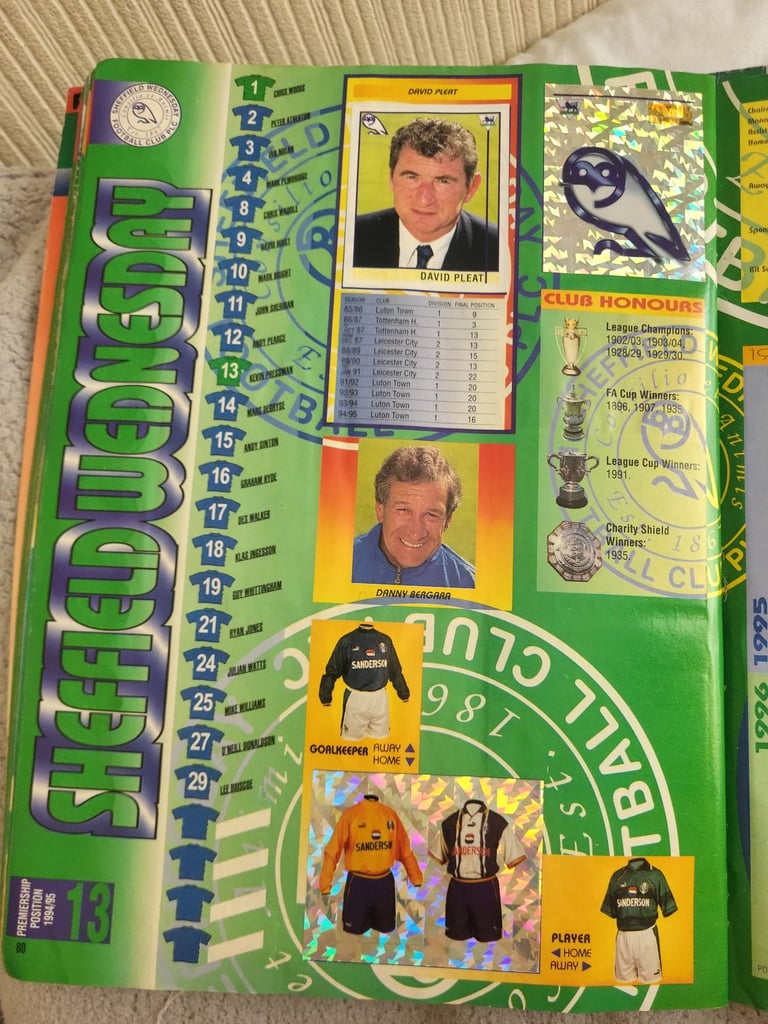 SHEFFIELD WEDNESDAY
FOOTBALL CLUB PLC
SHEFFIELD WEDNESDAY
1 CHRIS WOODS
2 PETER ATHERTON
3 IAN NOLAN
4 MARK PEMBRIDGE
8 CHRIS WADDLE
9 DAVID HIRST
10 MARK BRIGHT
11 JOHN SHERIDAN
12 ANDY PEARCE
13 KEVIN PRESSMAN
14 MARC DEGRYSE
15 ANDY SINTON
16 GRAHAM HYDE
17 DES WALKER
18 KLAS INGESSON
19 GUY WHITTINGHAM
21 RYAN JONES
24 JULIAN WATTS
25 MIKE WILLIAMS
27 O'NEILL DONALDSON
29 LEE BRISCOE
PREMIERSHIP
POSITION
1994/95
13
80
DAVID PLEAT
DAVID PLEAT
SEASON CLUB DIVISION FINAL POSITION
85/86 Luton Town 1 9
86/87 Tottenham H. 1 3
OCT 87 Tottenham H. 1 13
DEC 87 Leicester City 2 13
88/89 Leicester City 2 15
89/90 Leicester City 2 13
JAN 91 Leicester City 2 22
91/92 Luton Town 1 20
92/93 Luton Town 1 20
93/94 Luton Town 1 20
94/95 Luton Town 1 16
DANNY BERGARA
CLUB HONOURS
League Champions:
1902/03, 1903/04,
1928/29, 1929/30.
FA Cup Winners:
1896, 1907, 1935
League Cup Winners:
1991.
Charity Shield
Winners:
1935.
SANDERSON
GOALKEEPER AWAY ▲
HOME ▼
SANDERSON
SANDERSON
SANDERSON
PLAYER
◀ HOME
AWAY ▶
1996 1995